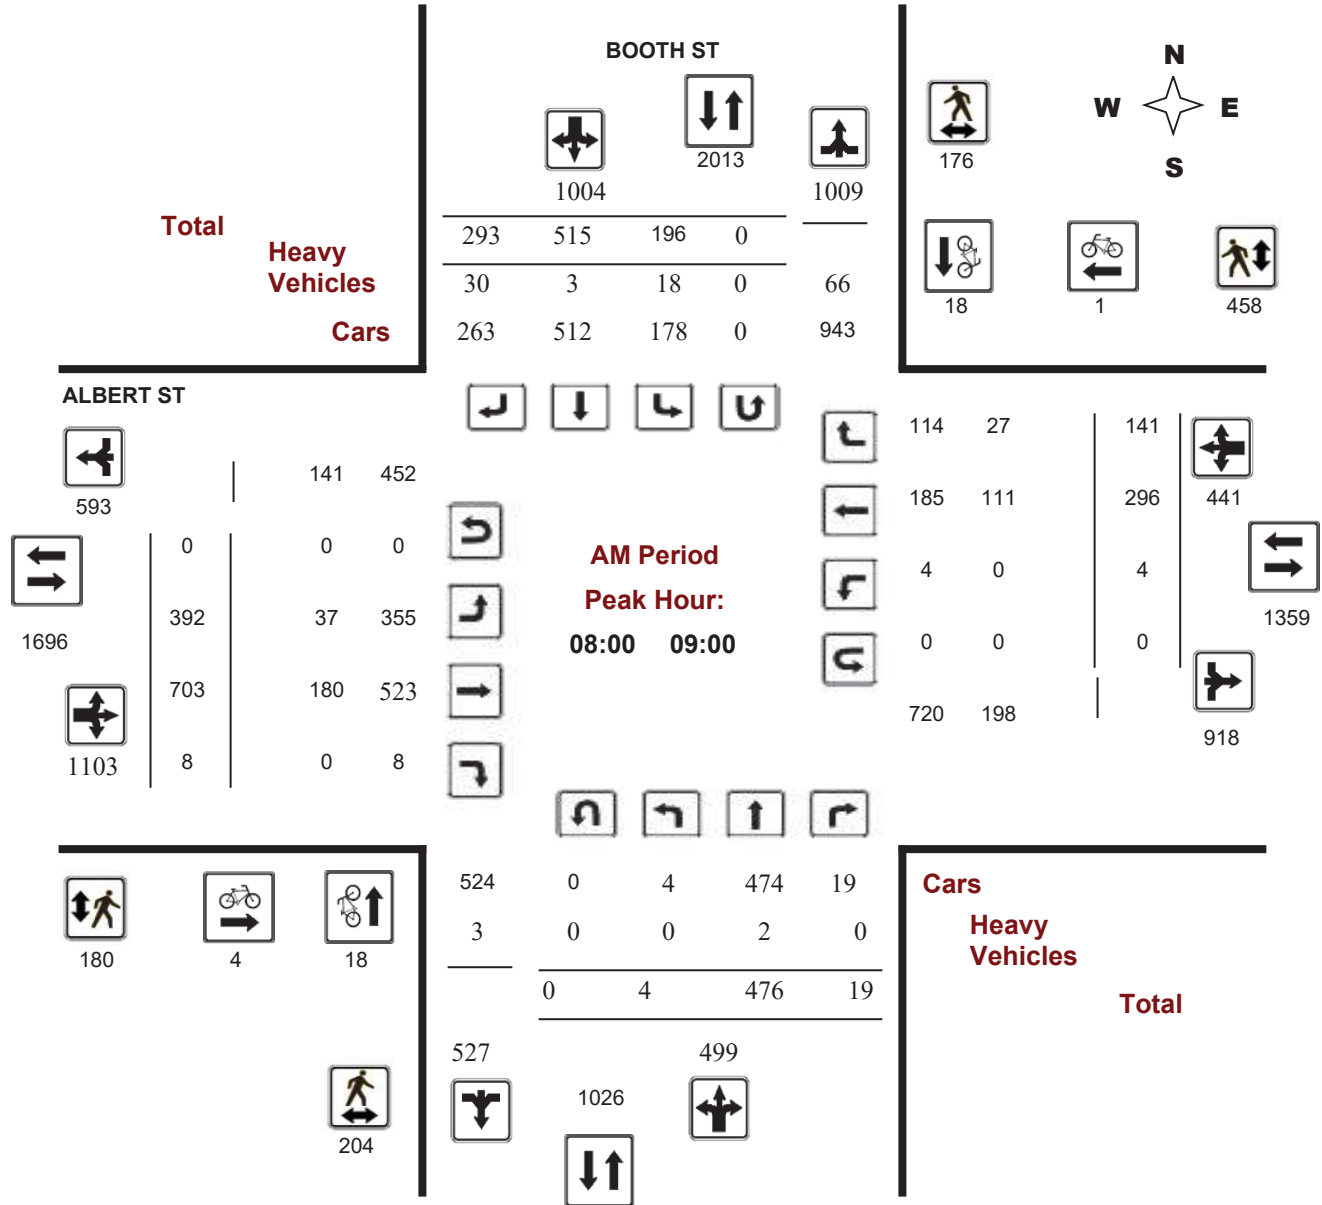 BOOTH ST
N
W E
S
2013
176
1004
1009
Total
293 515 196 0
Heavy
Vehicles
30 3 18 0 66
18 1 458
Cars
263 512 178 0 943
ALBERT ST
114 27 141
141 452
593
185 111 296 441
0 0 0
AM Period
4 0 4
Peak Hour:
392 37 355
1359
1696
08:00 09:00
0 0 0
703 180 523
720 198
918
1103 8 0 8
524 0 4 474 19
Cars
3 0 0 2 0
Heavy
Vehicles
180 4 18
0 4 476 19
Total
527 499
1026
204